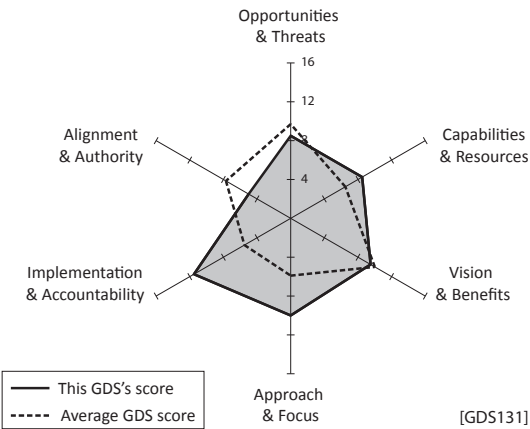 Opportunities
& Threats
16
12
8
4
Alignment
& Authority
Capabilities
& Resources
Implementation
& Accountability
Vision
& Benefits
Approach
& Focus
This GDS's score
Average GDS score
[GDS131]